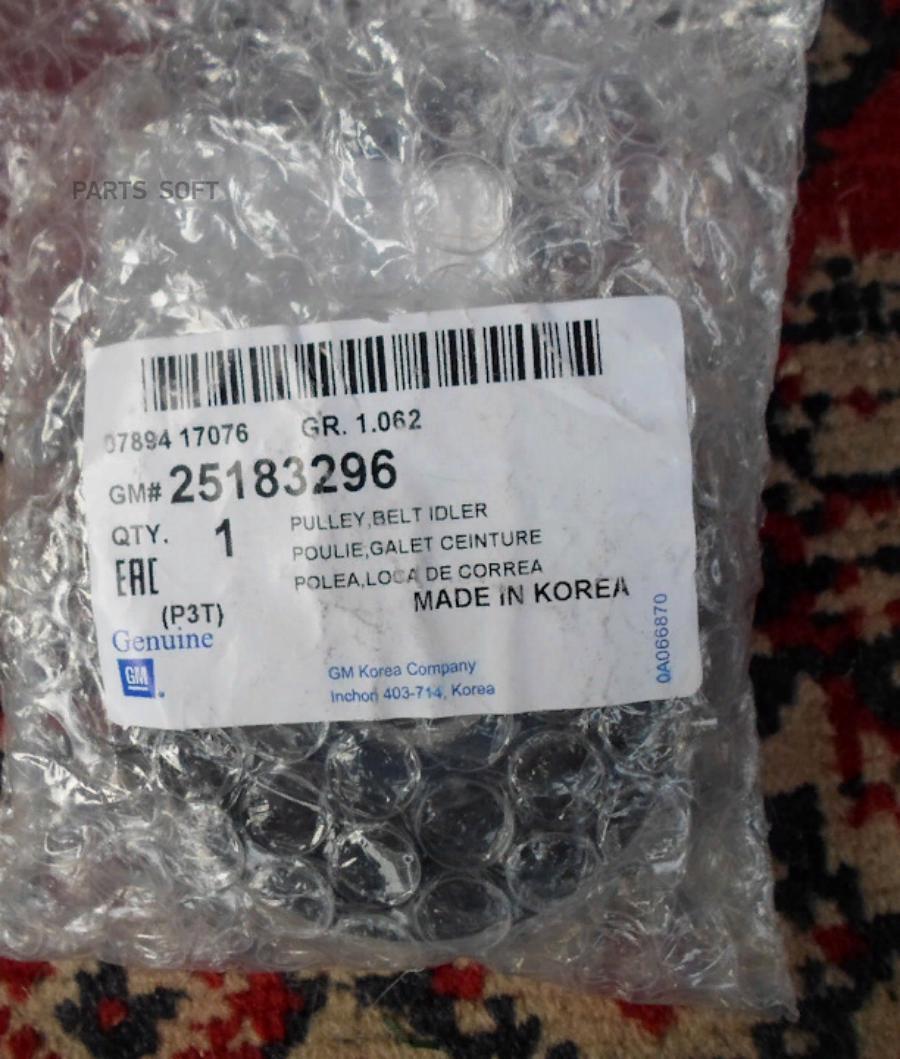 PARTS SOFT
07894 17076 GR. 1.062
GM# 25183296
QTY. 1
PULLEY,BELT IDLER
POULIE,GALET CEINTURE
POLEA,LOCA DE CORREA
EAC
MADE IN KOREA
(P3T)
Genuine
GM
GM Korea Company
Inchon 403-714, Korea
0A066870